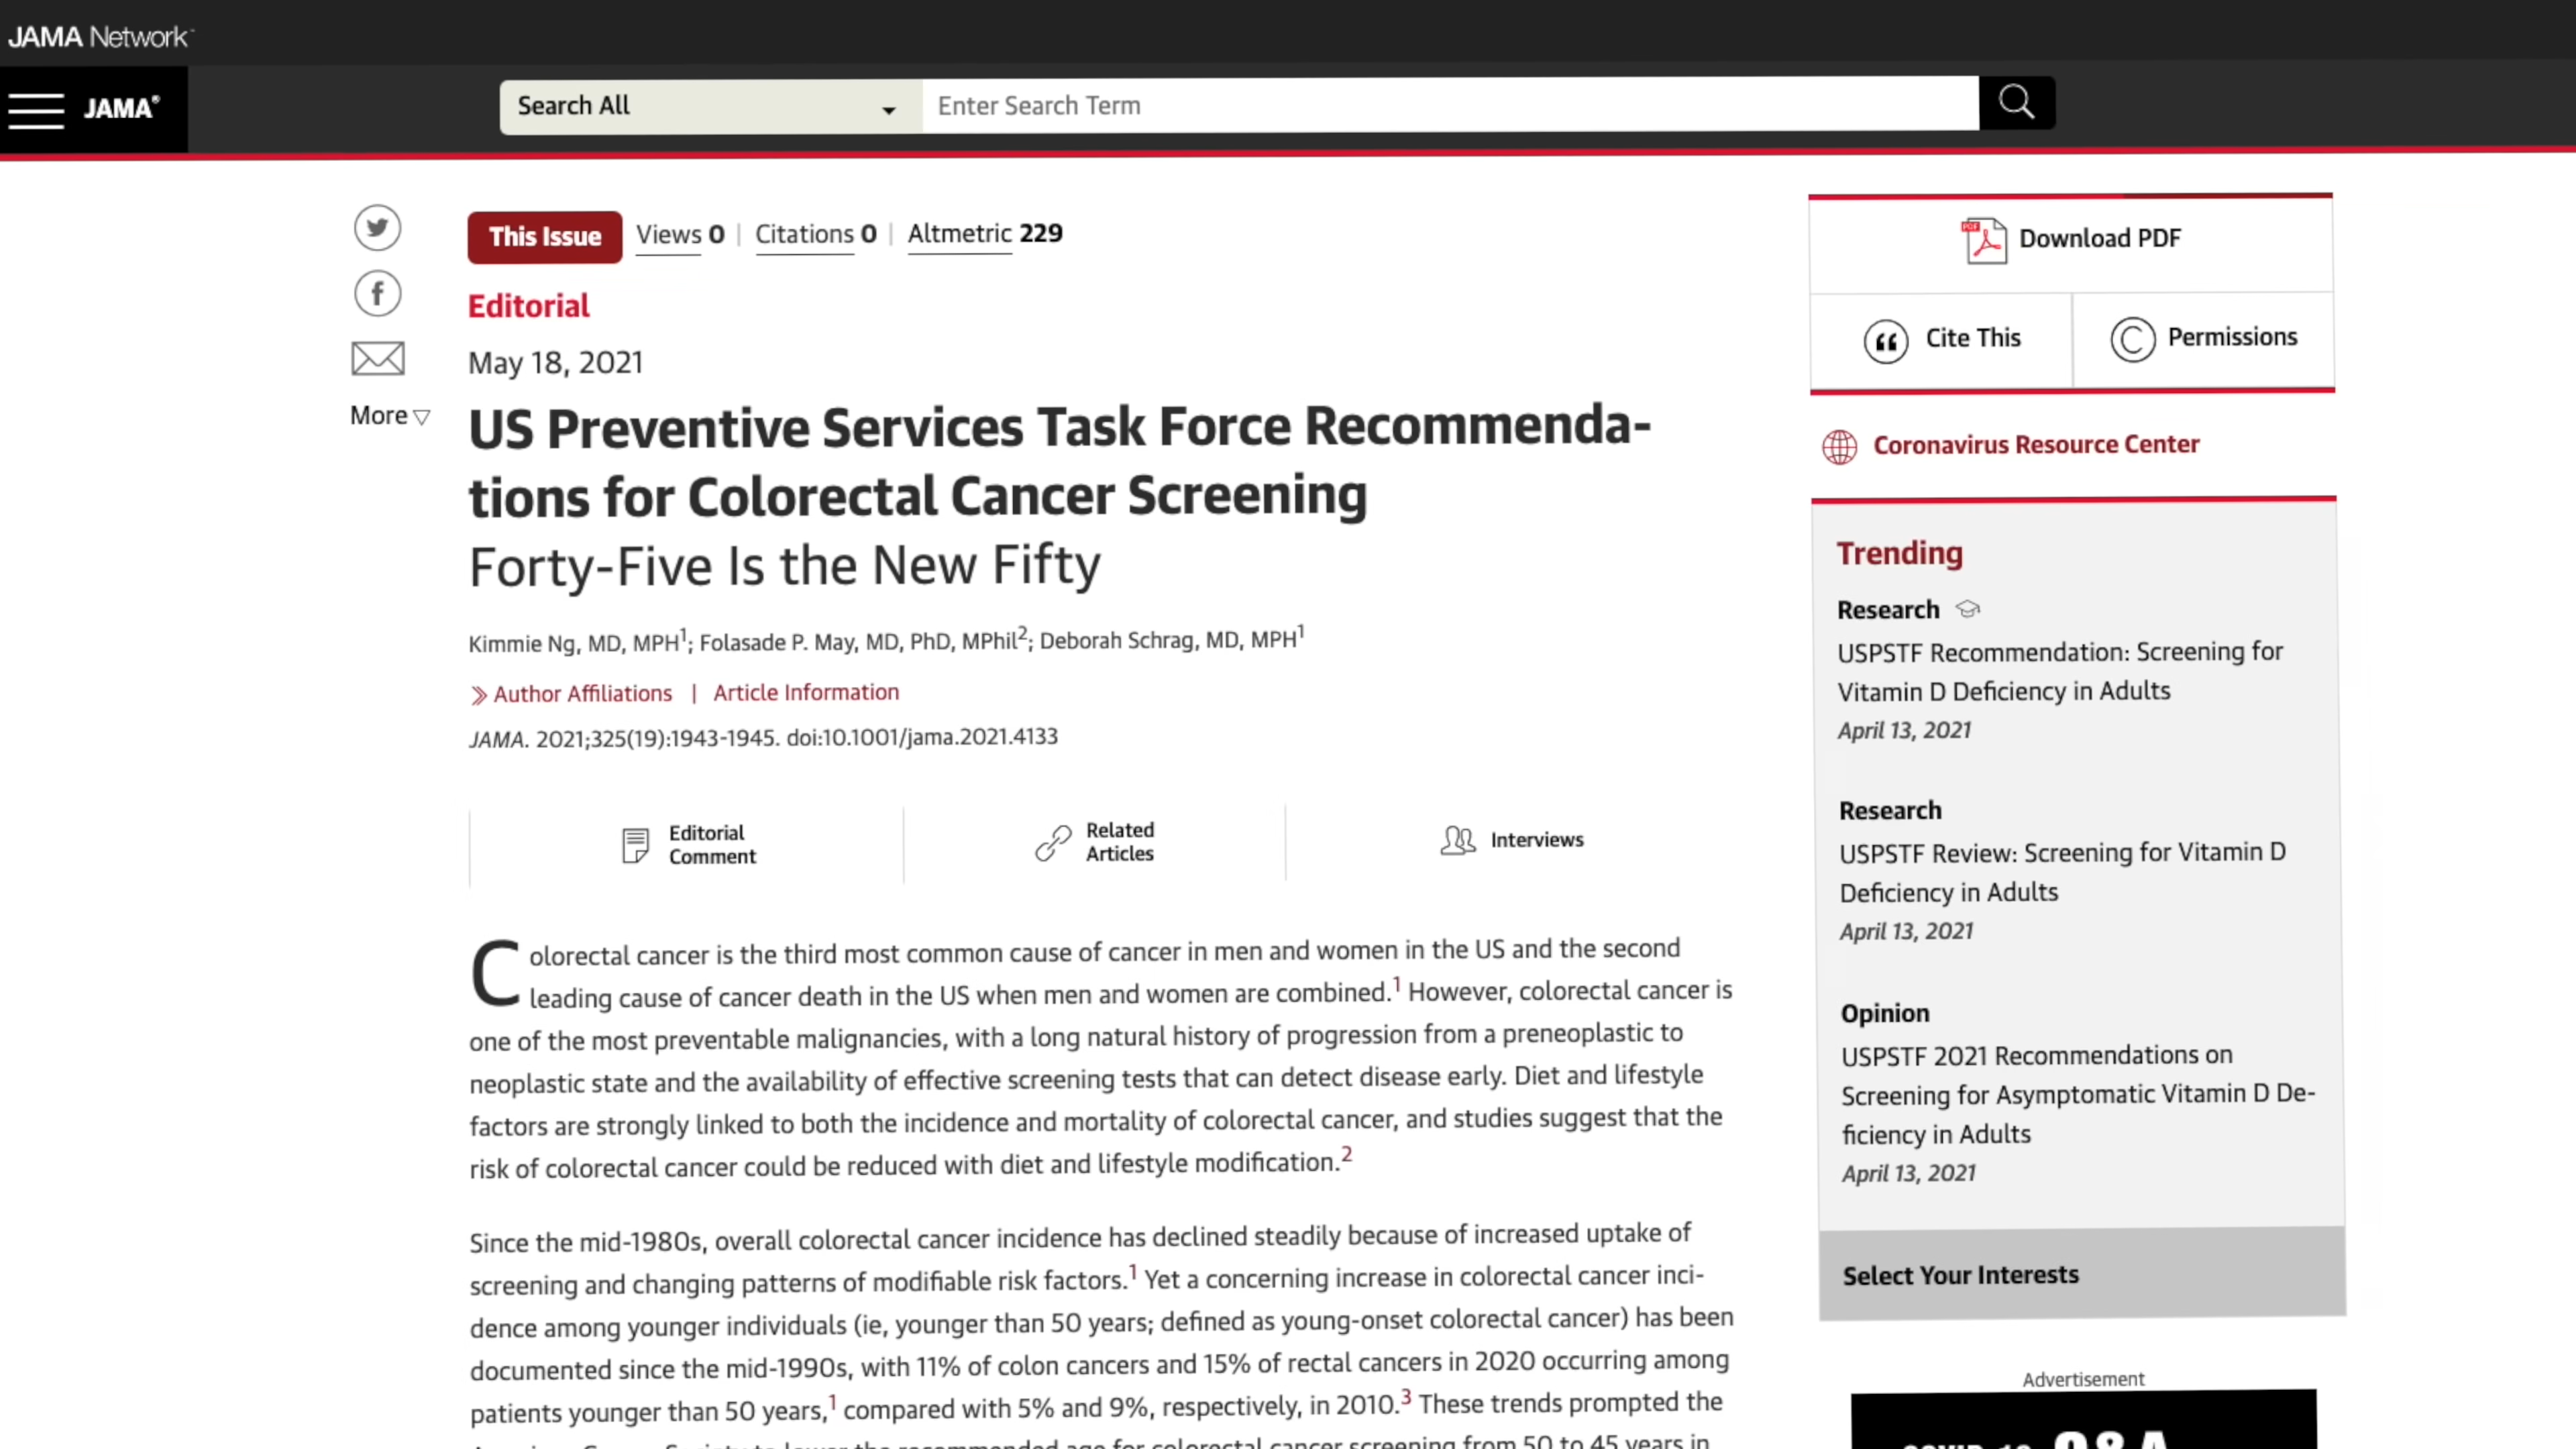 JAMA Network
JAMA®
Search All
Enter Search Term
This Issue
Views 0 | Citations 0 | Altmetric 229
Editorial
May 18, 2021
More
US Preventive Services Task Force Recommenda-
tions for Colorectal Cancer Screening
Forty-Five Is the New Fifty
Kimmie Ng, MD, MPH1; Folasade P. May, MD, PhD, MPhil2; Deborah Schrag, MD, MPH1
Author Affiliations | Article Information
JAMA. 2021;325(19):1943-1945. doi:10.1001/jama.2021.4133
Editorial
Comment
Related
Articles
Interviews
Colorectal cancer is the third most common cause of cancer in men and women in the US and the second
leading cause of cancer death in the US when men and women are combined.1 However, colorectal cancer is
one of the most preventable malignancies, with a long natural history of progression from a preneoplastic to
neoplastic state and the availability of effective screening tests that can detect disease early. Diet and lifestyle
factors are strongly linked to both the incidence and mortality of colorectal cancer, and studies suggest that the
risk of colorectal cancer could be reduced with diet and lifestyle modification.2
Since the mid-1980s, overall colorectal cancer incidence has declined steadily because of increased uptake of
screening and changing patterns of modifiable risk factors.1 Yet a concerning increase in colorectal cancer inci-
dence among younger individuals (ie, younger than 50 years; defined as young-onset colorectal cancer) has been
documented since the mid-1990s, with 11% of colon cancers and 15% of rectal cancers in 2020 occurring among
patients younger than 50 years,1 compared with 5% and 9%, respectively, in 2010.3 These trends prompted the
recommended age for colorectal cancer screening from 50 to 45 years in
Download PDF
Cite This
Permissions
Coronavirus Resource Center
Trending
Research
USPSTF Recommendation: Screening for
Vitamin D Deficiency in Adults
April 13, 2021
Research
USPSTF Review: Screening for Vitamin D
Deficiency in Adults
April 13, 2021
Opinion
USPSTF 2021 Recommendations on
Screening for Asymptomatic Vitamin D De-
ficiency in Adults
April 13, 2021
Select Your Interests
Advertisement
Q&A